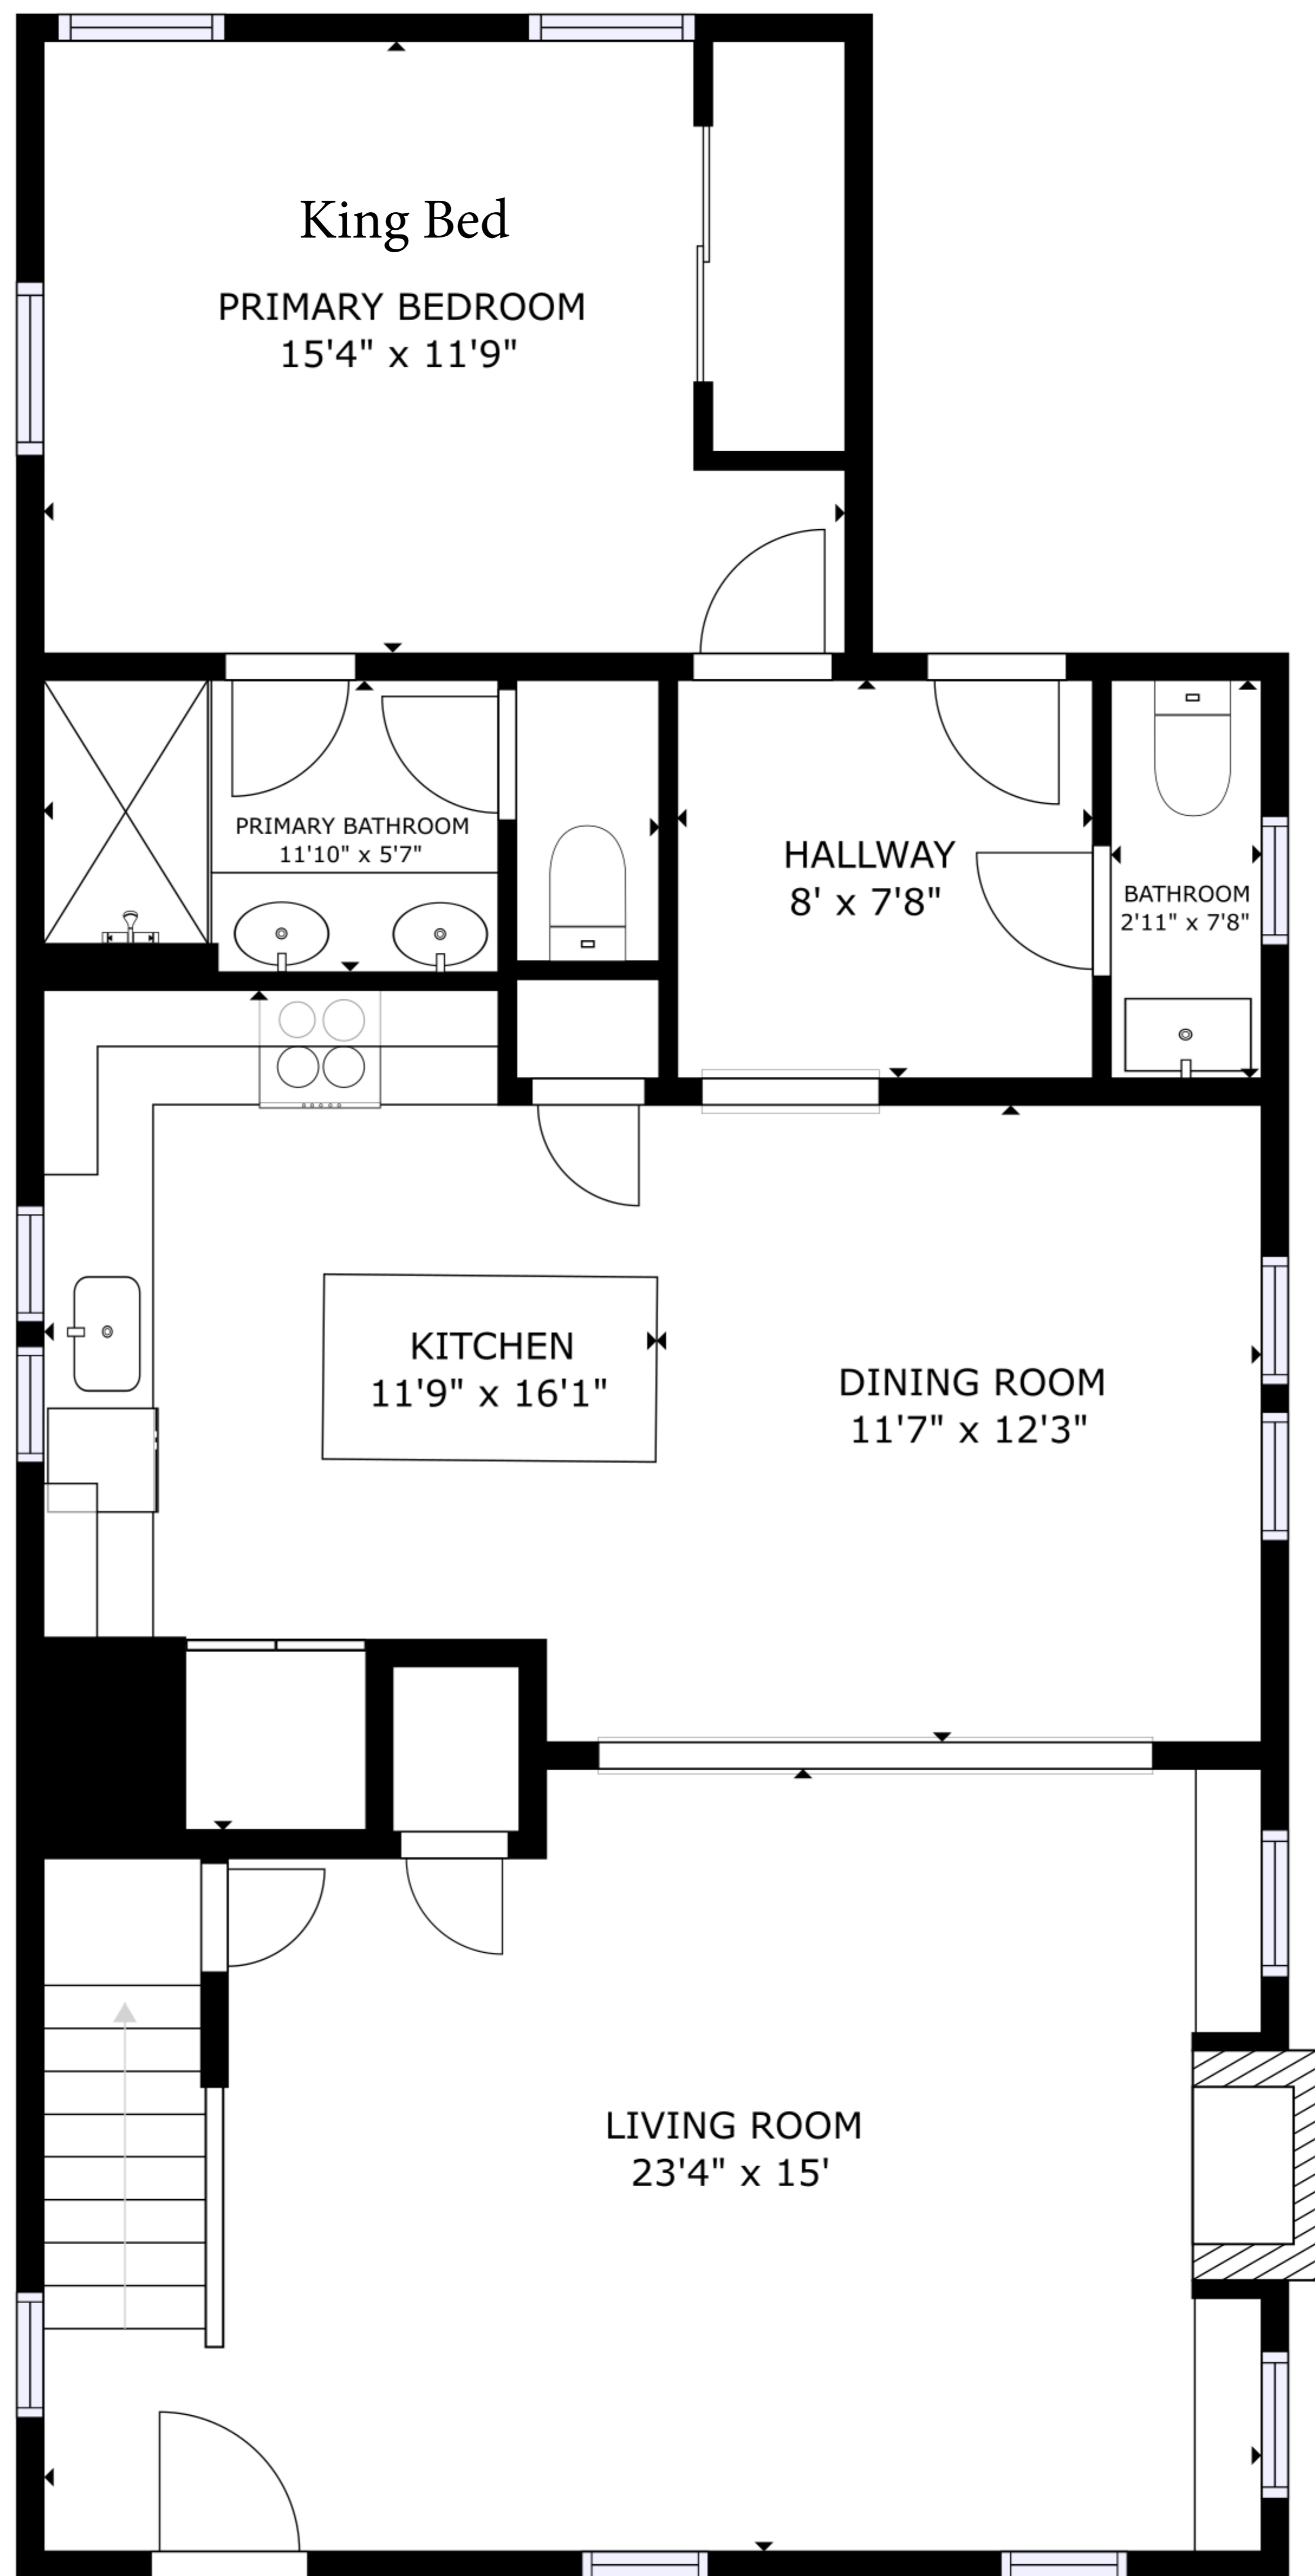 King Bed
PRIMARY BEDROOM
15'4" x 11'9"
PRIMARY BATHROOM
11'10" x 5'7"
HALLWAY
8' x 7'8"
BATHROOM
2'11" x 7'8"
KITCHEN
11'9" x 16'1"
DINING ROOM
11'7" x 12'3"
LIVING ROOM
23'4" x 15'